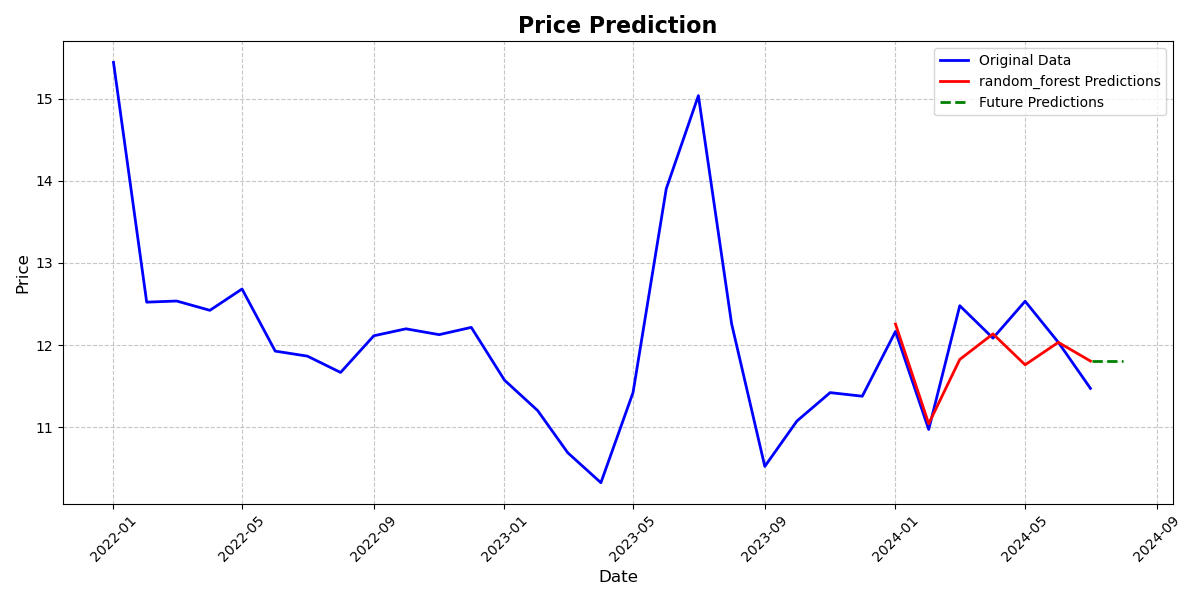 Price Prediction
Original Data
random_forest Predictions
Future Predictions
Price
15
14
13
12
11
2022-01
2022-05
2022-09
2023-01
2023-05
2023-09
2024-01
2024-05
2024-09
Date